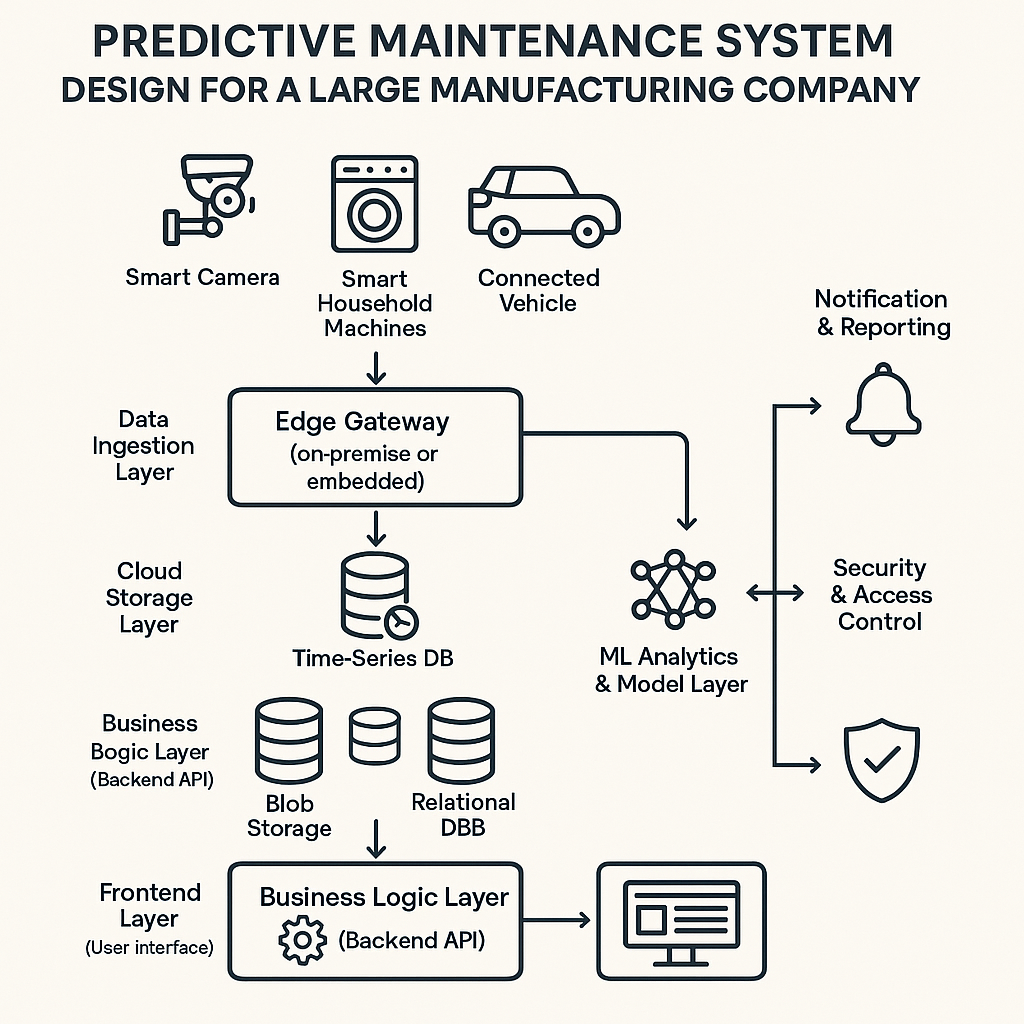 PREDICTIVE MAINTENANCE SYSTEM
DESIGN FOR A LARGE MANUFACTURING COMPANY
Smart Camera
Smart
Household
Machines
Connected
Vehicle
Notification
& Reporting
Data
Ingestion
Layer
Edge Gateway
(on-premise or
embedded)
Cloud
Storage
Layer
Time-Series DB
ML Analytics
& Model Layer
Security
& Access
Control
Business
Bogic Layer
(Backend API)
Blob
Storage
Relational
DBB
Frontend
Layer
(User interface)
Business Logic Layer
(Backend API)